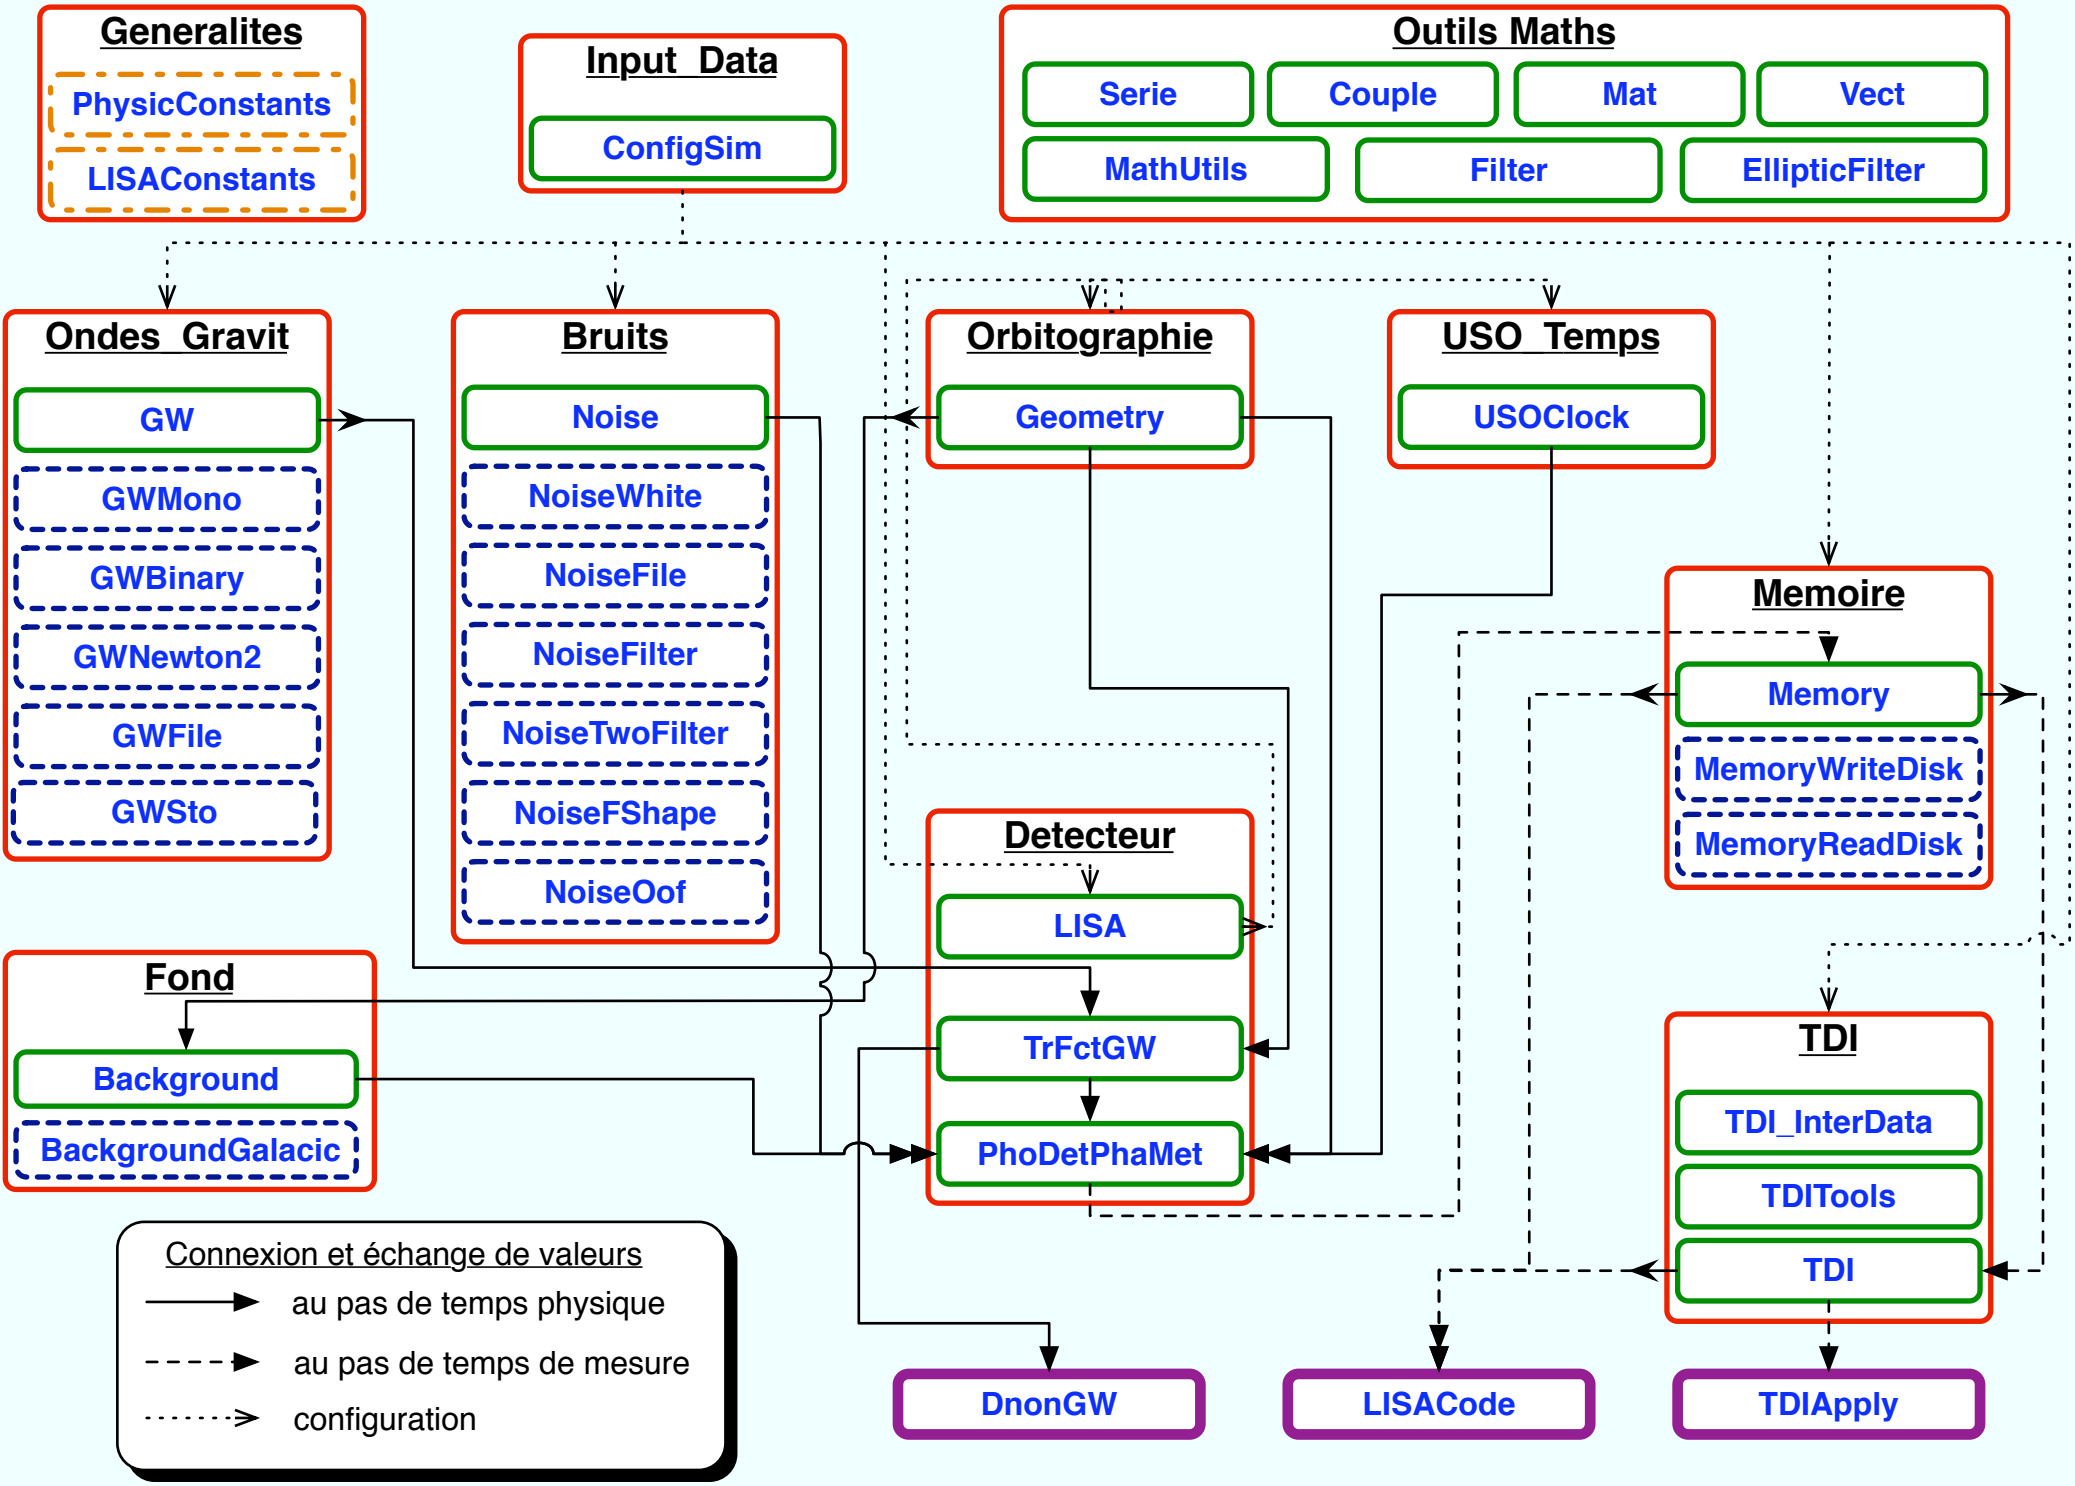 Generalites
PhysicConstants
LISAConstants
Input_Data
ConfigSim
Outils Maths
Serie
Couple
Mat
Vect
MathUtils
Filter
EllipticFilter
Ondes_Gravit
GW
GWMono
GWBinary
GWNewton2
GWFile
GWSto
Bruits
Noise
NoiseWhite
NoiseFile
NoiseFilter
NoiseTwoFilter
NoiseFShape
NoiseOof
Orbitographie
Geometry
USO_Temps
USOClock
Memoire
Memory
MemoryWriteDisk
MemoryReadDisk
Detecteur
LISA
TrFctGW
PhoDetPhaMet
Fond
Background
BackgroundGalacic
TDI
TDI_InterData
TDITools
TDI
Connexion et échange de valeurs
au pas de temps physique
au pas de temps de mesure
configuration
DnonGW
LISACode
TDIApply